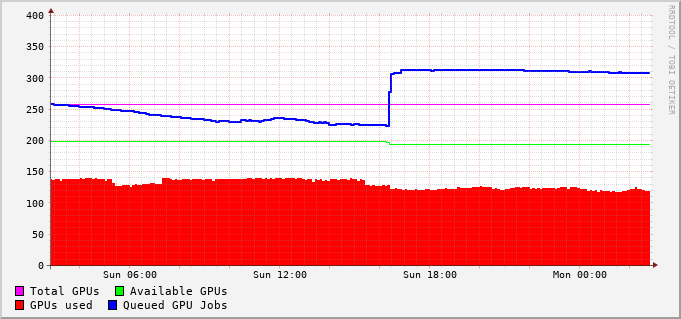 400
350
300
250
200
150
100
50
0
Sun 06:00 Sun 12:00 Sun 18:00 Mon 00:00
Total GPUs Available GPUs
GPUs used Queued GPU Jobs
RRDTOOL / TOBI OETIKER